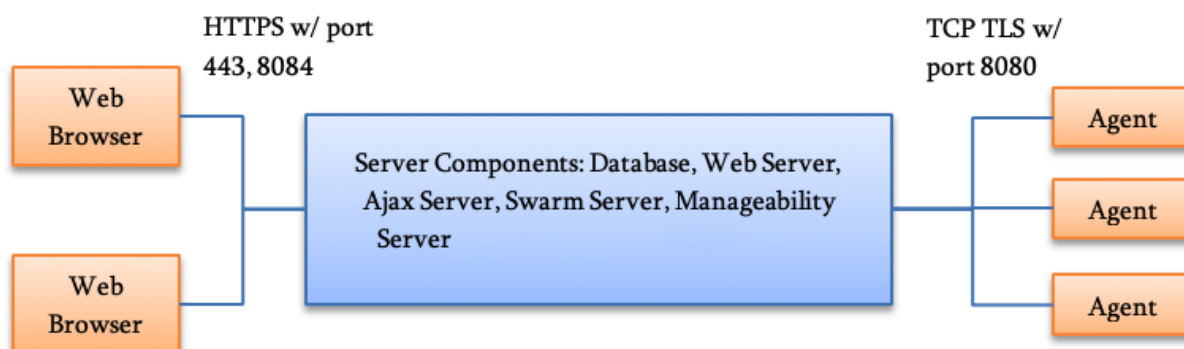 HTTPS w/ port
443, 8084
TCP TLS w/
port 8080
Web
Browser
Server Components: Database, Web Server,
Ajax Server, Swarm Server, Manageability
Server
Agent
Agent
Web
Browser
Agent